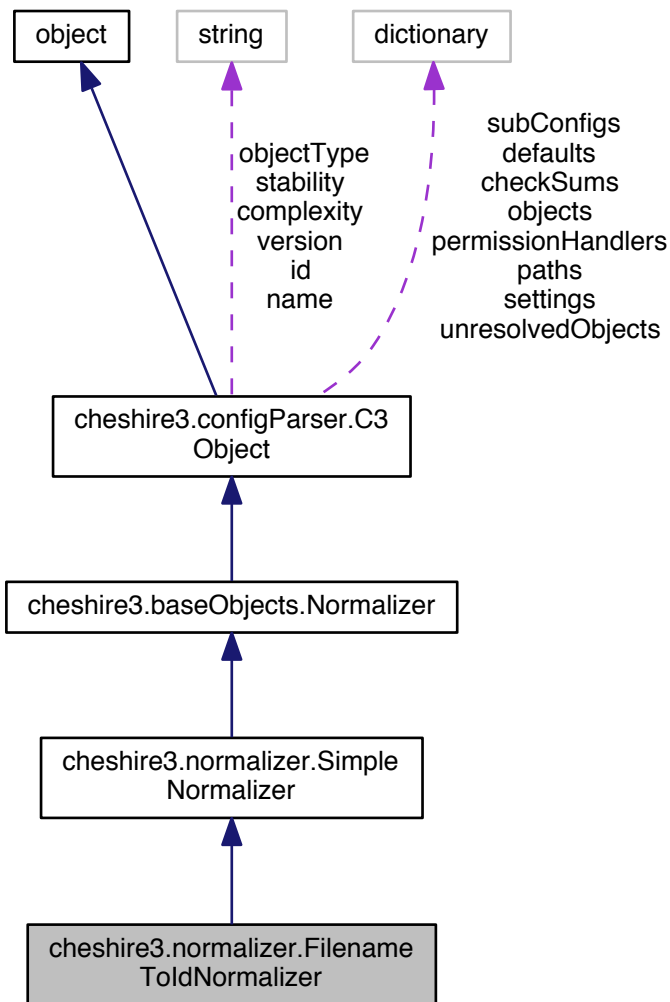 object
string
dictionary
objectType
stability
complexity
version
id
name
subConfigs
defaults
checkSums
objects
permissionHandlers
paths
settings
unresolvedObjects
cheshire3.configParser.C3
Object
cheshire3.baseObjects.Normalizer
cheshire3.normalizer.Simple
Normalizer
cheshire3.normalizer.Filename
ToIdNormalizer